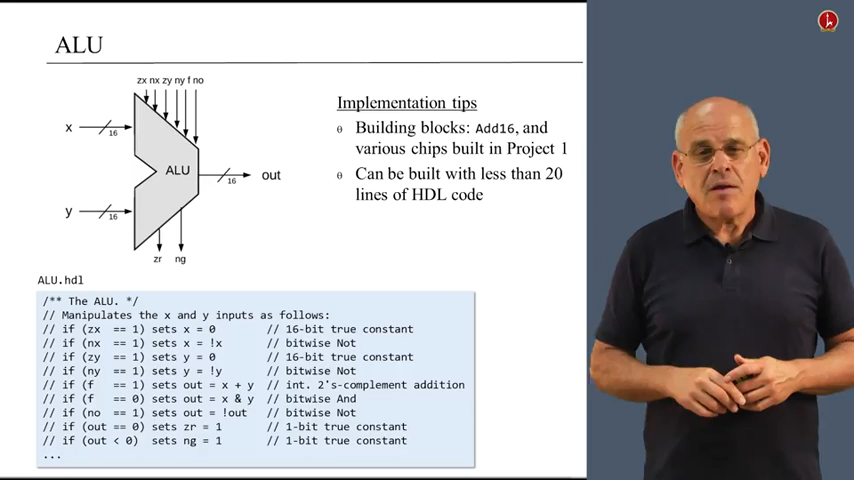 ALU
zx nx zy ny f no
x
16
ALU
16
out
y
16
zr ng
Implementation tips
θ Building blocks: Add16, and
various chips built in Project 1
θ Can be built with less than 20
lines of HDL code
ALU.hdl
/** The ALU. */
// Manipulates the x and y inputs as follows:
// if (zx == 1) sets x = 0 // 16-bit true constant
// if (nx == 1) sets x = !x // bitwise Not
// if (zy == 1) sets y = 0 // 16-bit true constant
// if (ny == 1) sets y = !y // bitwise Not
// if (f == 1) sets out = x + y // int. 2's-complement addition
// if (f == 0) sets out = x & y // bitwise And
// if (no == 1) sets out = !out // bitwise Not
// if (out == 0) sets zr = 1 // 1-bit true constant
// if (out < 0) sets ng = 1 // 1-bit true constant
...